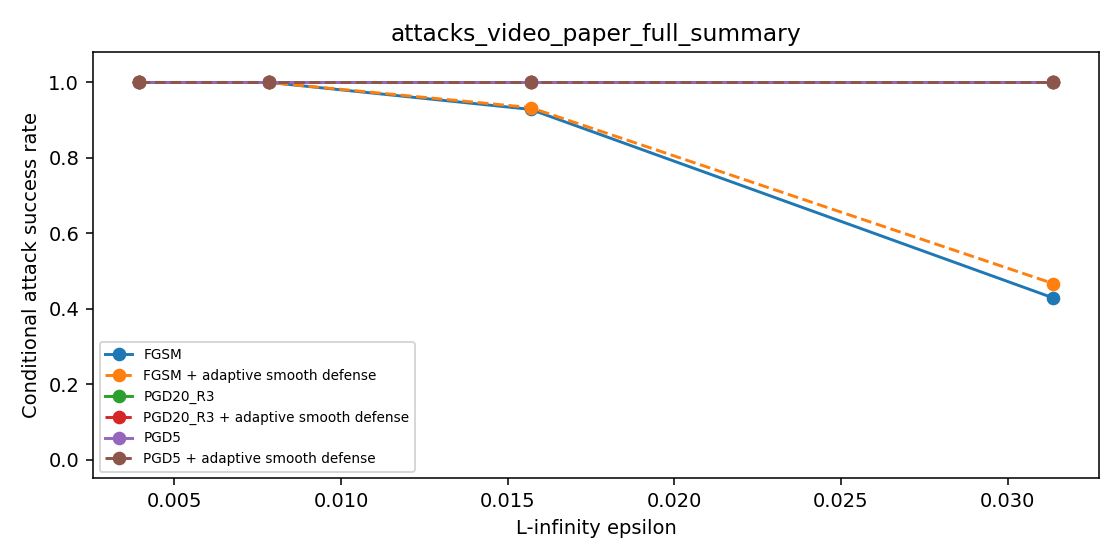 attacks_video_paper_full_summary
Conditional attack success rate
1.0
0.8
0.6
0.4
0.2
0.0
FGSM
FGSM + adaptive smooth defense
PGD20_R3
PGD20_R3 + adaptive smooth defense
PGD5
PGD5 + adaptive smooth defense
0.005 0.010 0.015 0.020 0.025 0.030
L-infinity epsilon